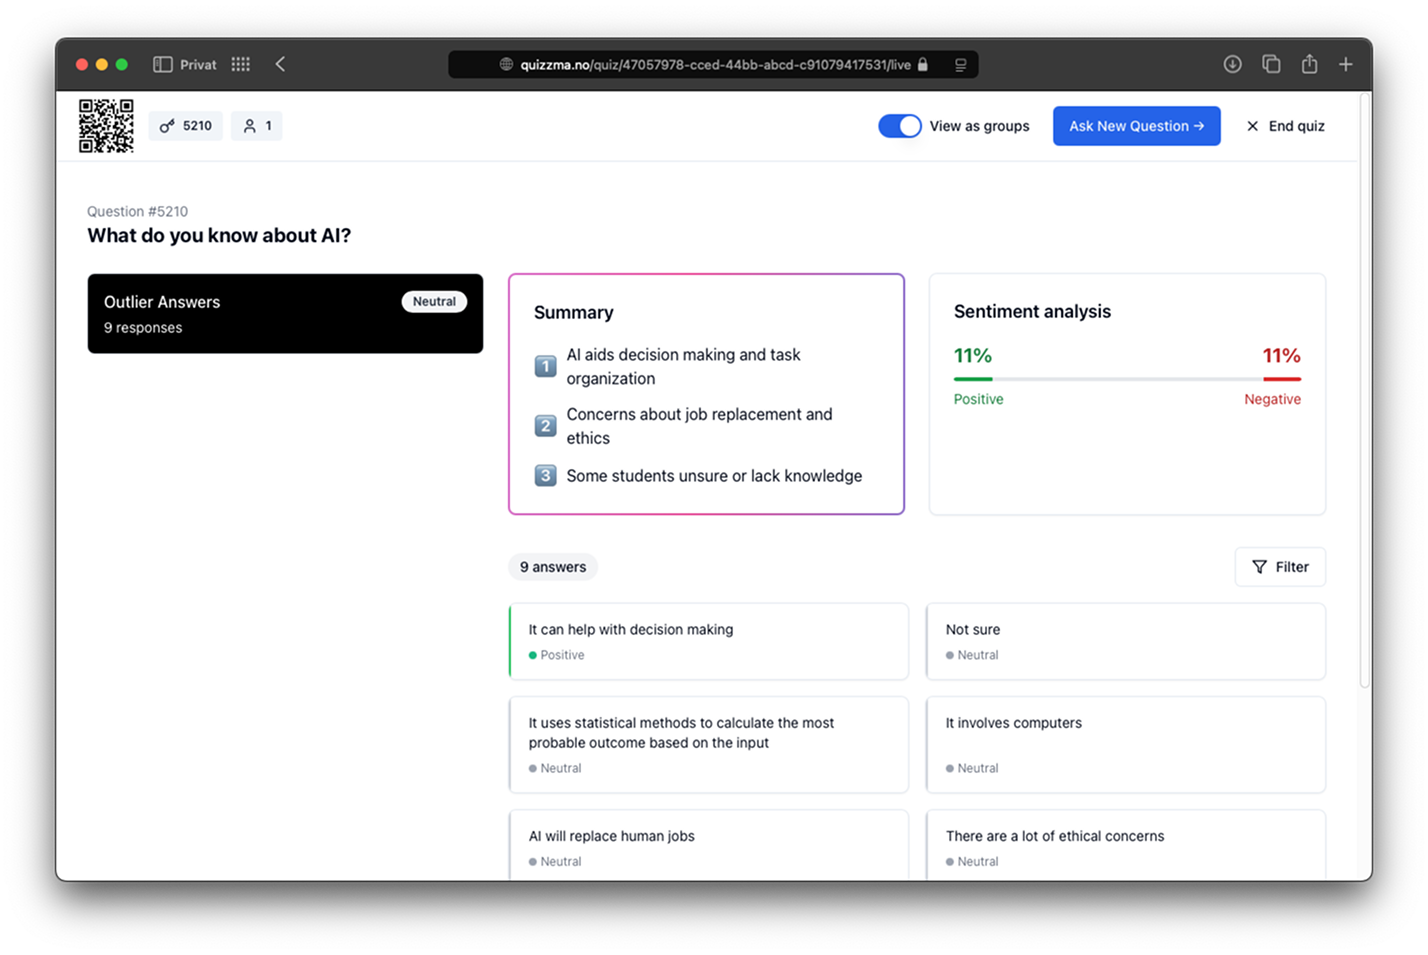 Privat
quizzma.no/quiz/47057978-cced-44bb-abcd-c91079417531/live
5210
1
View as groups
Ask New Question →
End quiz
Question #5210
What do you know about AI?
Outlier Answers
Neutral
9 responses
Summary
1 AI aids decision making and task
organization
2 Concerns about job replacement and
ethics
3 Some students unsure or lack knowledge
Sentiment analysis
11%
11%
Positive
Negative
9 answers
Filter
It can help with decision making
Positive
Not sure
Neutral
It uses statistical methods to calculate the most
probable outcome based on the input
Neutral
It involves computers
Neutral
AI will replace human jobs
Neutral
There are a lot of ethical concerns
Neutral